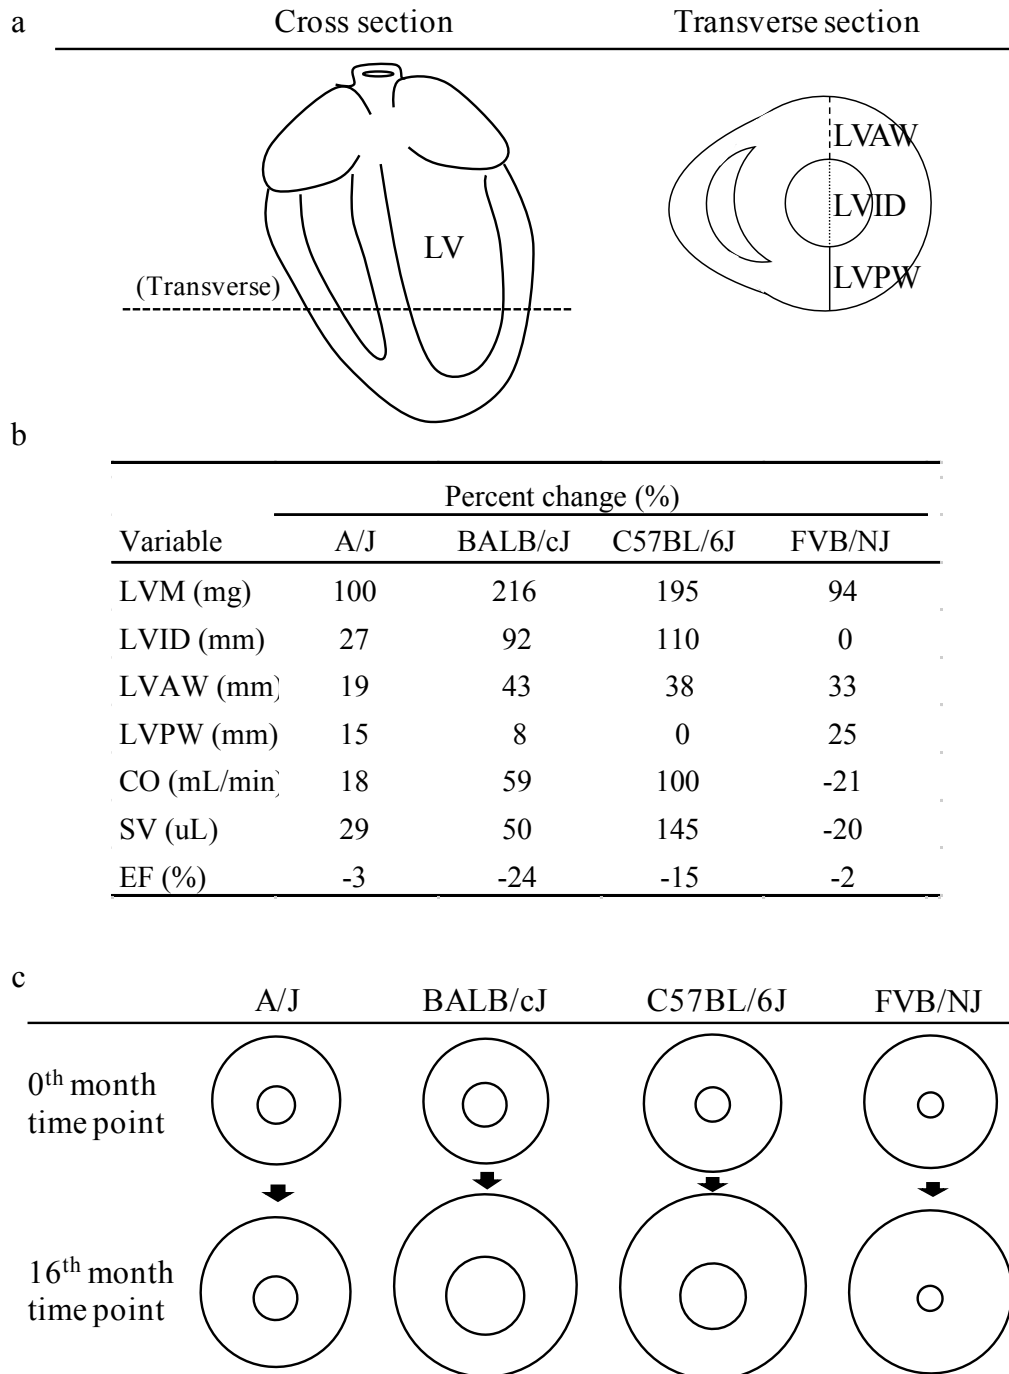 a
Cross section Transverse section
LVAW
LV
LVID
(Transverse)
LVPW
b
Percent change (%)
Variable A/J BALB/cJ C57BL/6J FVB/NJ
LVM (mg) 100 216 195 94
LVID (mm) 27 92 110 0
LVAW (mm) 19 43 38 33
LVPW (mm) 15 8 0 25
CO (mL/min) 18 59 100 -21
SV (uL) 29 50 145 -20
EF (%) -3 -24 -15 -2
c
A/J BALB/cJ C57BL/6J FVB/NJ
0th month
time point
16th month
time point